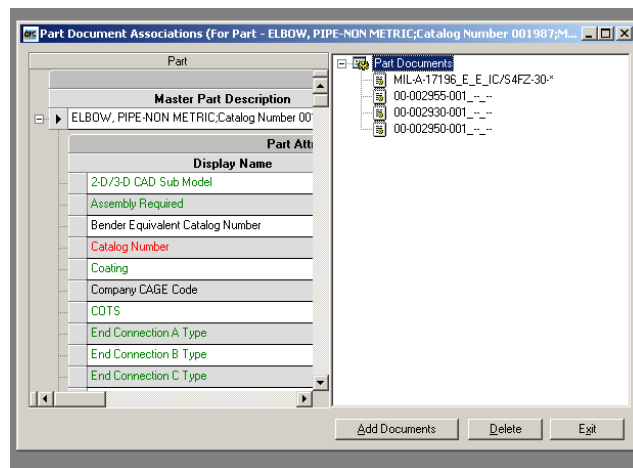 Part Document Associations (For Part - ELBOW, PIPE-NON METRIC;Catalog Number 001987;M...
Part
Master Part Description
ELBOW, PIPE-NON METRIC;Catalog Number 00
Part Att
Display Name
2-D/3-D CAD Sub Model
Assembly Required
Bender Equivalent Catalog Number
Catalog Number
Coating
Company CAGE Code
COTS
End Connection A Type
End Connection B Type
End Connection C Type
Part Documents
MIL-A-17196_E_E_IC/S4FZ-30-*
00-002955-001_--_--
00-002930-001_--_--
00-002950-001_--_--
Add Documents
Delete
Exit